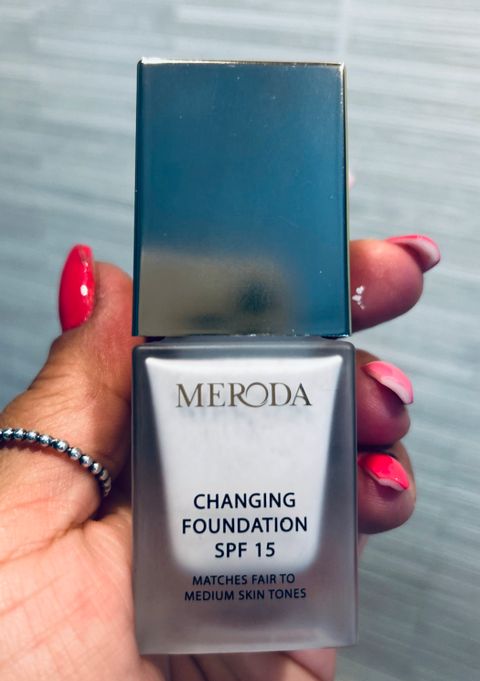 MERODA
CHANGING
FOUNDATION
SPF 15
MATCHES FAIR TO
MEDIUM SKIN TONES